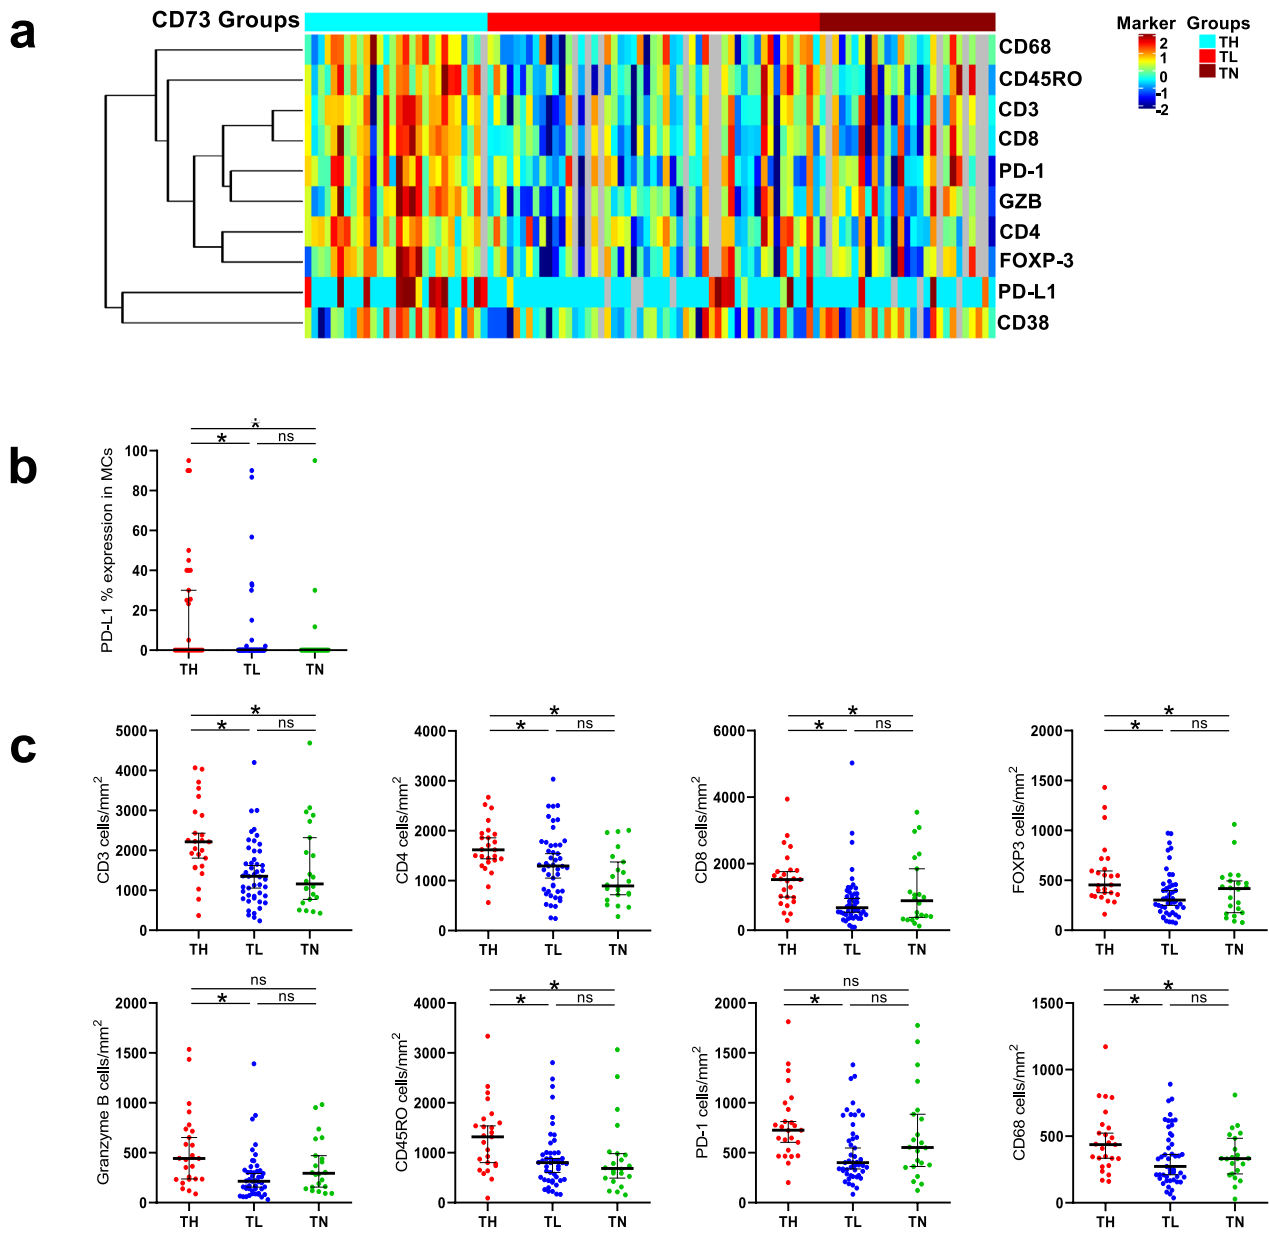 a
CD73 Groups
Marker Groups
2
1
0
-1
-2
TH
TL
TN
CD68
CD45RO
CD3
CD8
PD-1
GZB
CD4
FOXP-3
PD-L1
CD38
b
*
* ns
PD-L1 % expression in MCs
100
80
60
40
20
0
TH TL TN
c
*
* ns
CD3 cells/mm2
5000
4000
3000
2000
1000
0
TH TL TN
*
* ns
CD4 cells/mm2
4000
3000
2000
1000
0
TH TL TN
*
* ns
CD8 cells/mm2
6000
4000
2000
0
TH TL TN
*
* ns
FOXP3 cells/mm2
2000
1500
1000
500
0
TH TL TN
ns
* ns
Granzyme B cells/mm2
2000
1500
1000
500
0
TH TL TN
*
* ns
CD45RO cells/mm2
4000
3000
2000
1000
0
TH TL TN
ns
* ns
PD-1 cells/mm2
2000
1500
1000
500
0
TH TL TN
*
* ns
CD68 cells/mm2
1500
1000
500
0
TH TL TN